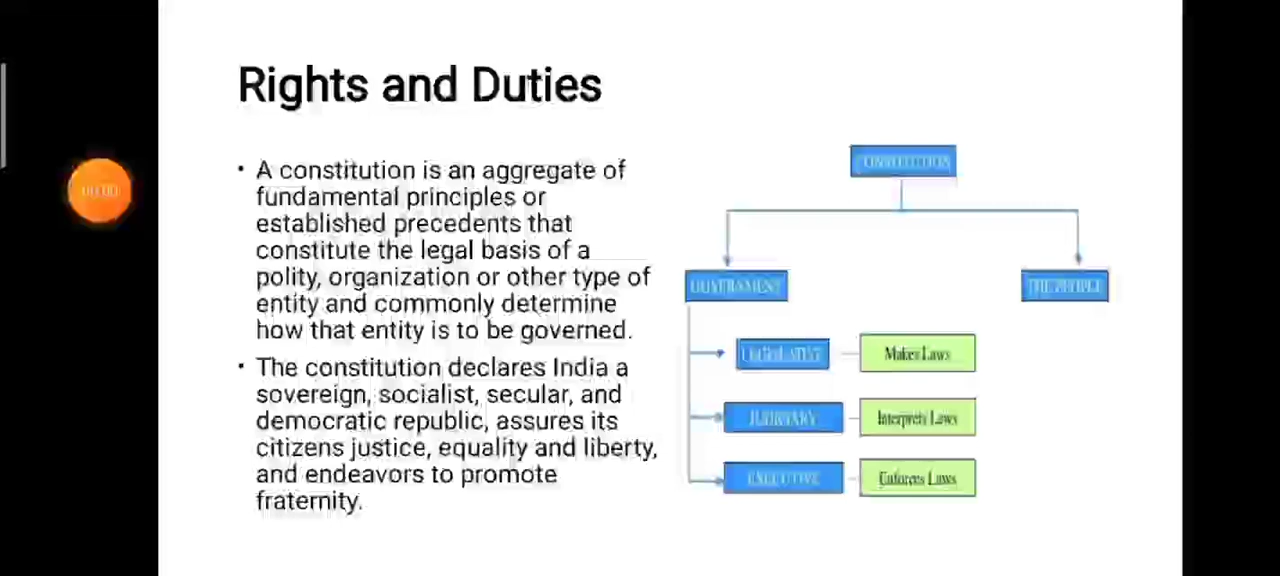 Rights and Duties
• A constitution is an aggregate of
fundamental principles or
established precedents that
constitute the legal basis of a
polity, organization or other type of
entity and commonly determine
how that entity is to be governed.
• The constitution declares India a
sovereign, socialist, secular, and
democratic republic, assures its
citizens justice, equality and liberty,
and endeavors to promote
fraternity.
CONSTITUTION
GOVERNMENT
THE PEOPLE
LEGISLATIVE
Makes Laws
JUDICIARY
Interprets Laws
EXECUTIVE
Enforces Laws